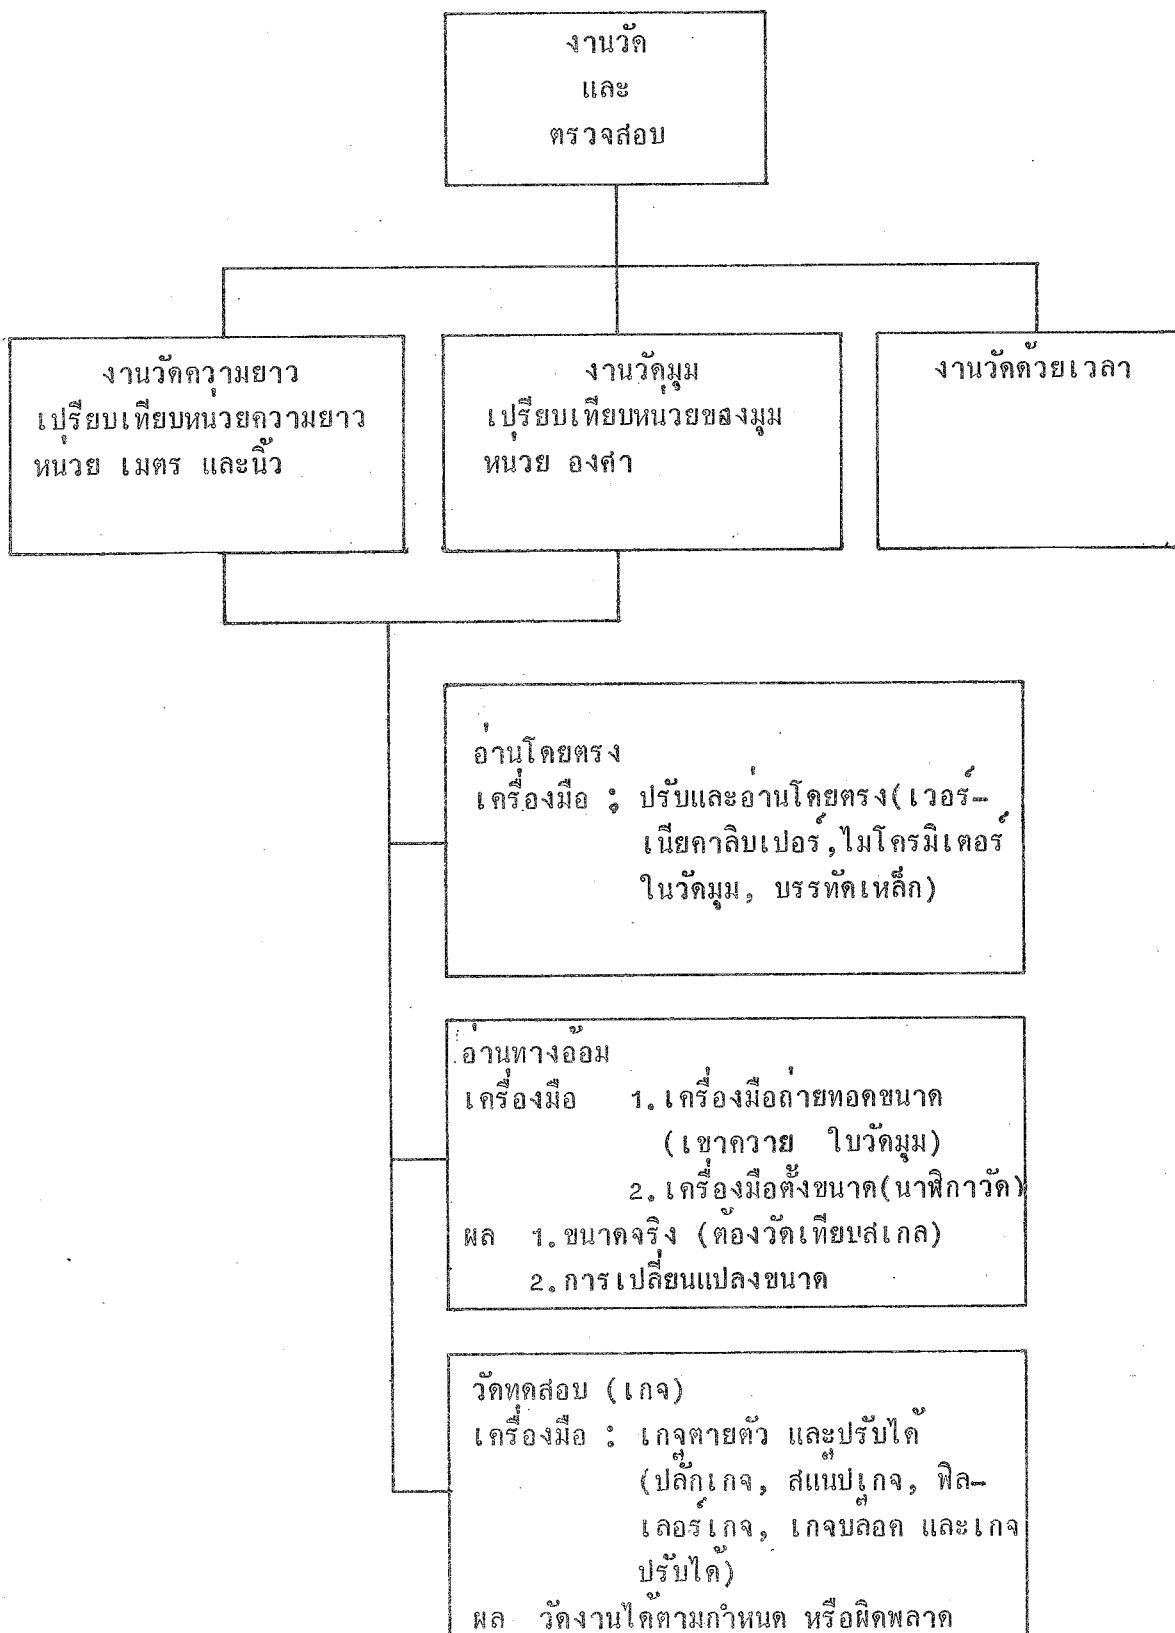 งานวัด
และ
ตรวจสอบ
งานวัดความยาว
เปรียบเทียบหน่วยความยาว
หน่วย เมตร และนิ้ว
งานวัดมุม
เปรียบเทียบหน่วยของมุม
หน่วย องศา
งานวัดด้วยเวลา
อ่านโดยตรง
เครื่องมือ : ปรับและอ่านโดยตรง(เวอร์-
เนียคาลิบเปอร์,ไมโครมิเตอร์
ใบวัดมุม, บรรทัดเหล็ก)
อ่านทางอ้อม
เครื่องมือ 1.เครื่องมือถ่ายทอดขนาด
(เขาควาย ใบวัดมุม)
2.เครื่องมือตั้งขนาด(นาฬิกาวัด)
ผล 1.ขนาดจริง (ต้องวัดเทียบสเกล)
2.การเปลี่ยนแปลงขนาด
วัดทดสอบ (เกจ)
เครื่องมือ : เกจตายตัว และปรับได้
(ปลั๊กเกจ, สแน๊ปเกจ, ฟิล-
เลอร์เกจ, เกจบล๊อค และเกจ
ปรับได้)
ผล วัดงานได้ตามกำหนด หรือผิดพลาด